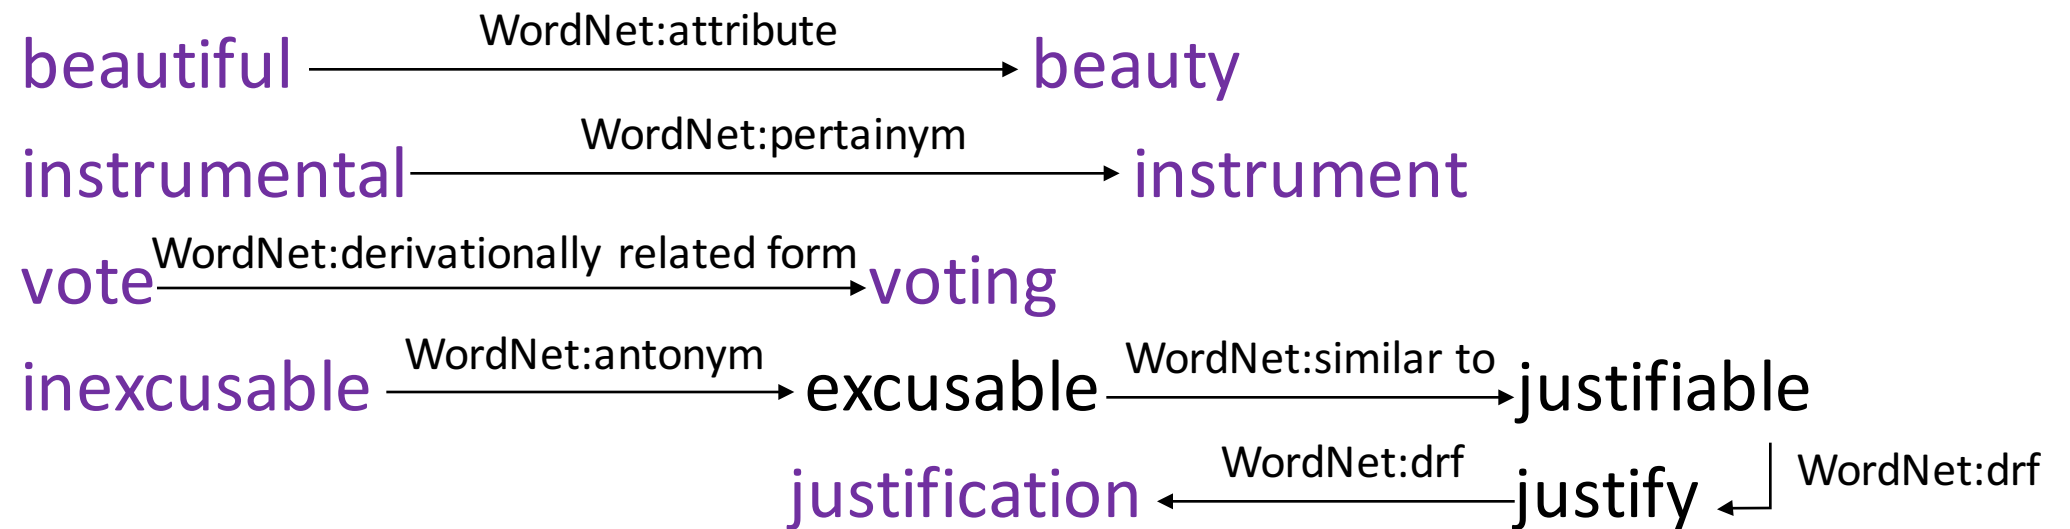 beautiful WordNet:attribute beauty
instrumental WordNet:pertainym instrument
vote WordNet:derivationally related form voting
inexcusable WordNet:antonym excusable WordNet:similar to justifiable
justification WordNet:drf justify WordNet:drf